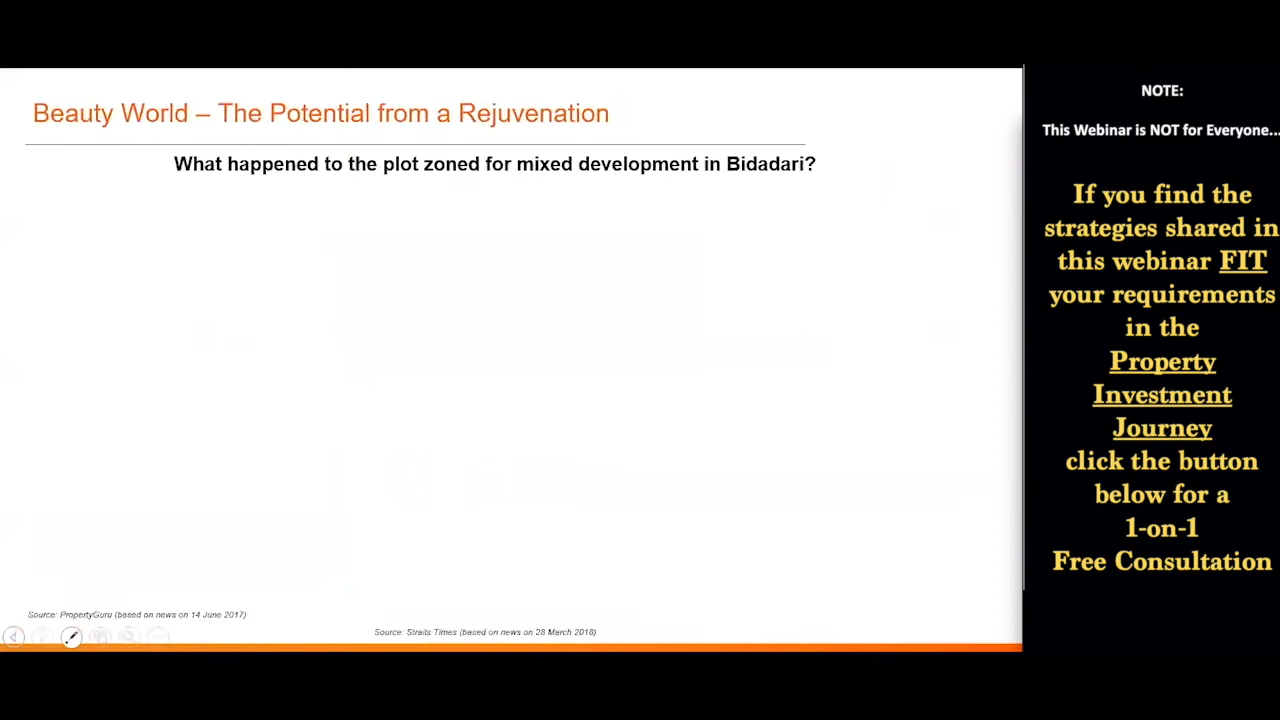 Beauty World – The Potential from a Rejuvenation
What happened to the plot zoned for mixed development in Bidadari?
Source: PropertyGuru (based on news on 14 June 2017)
Source: Straits Times (based on news on 28 March 2018)
NOTE:
This Webinar is NOT for Everyone...
If you find the
strategies shared in
this webinar FIT
your requirements
in the
Property
Investment
Journey
click the button
below for a
1-on-1
Free Consultation